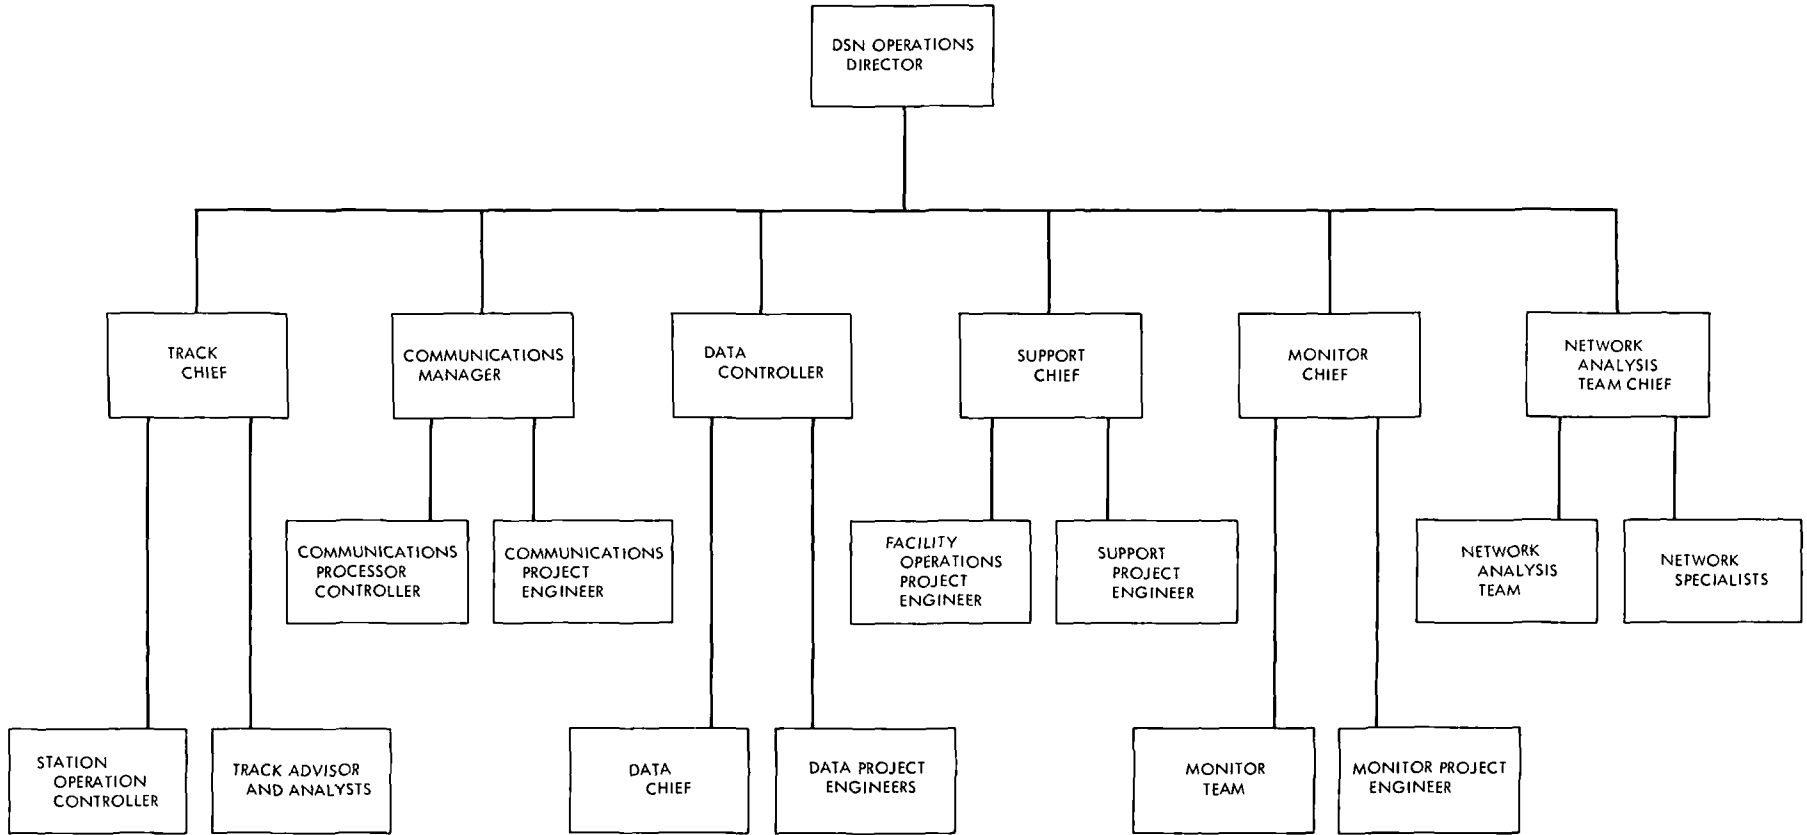 DSN OPERATIONS
DIRECTOR
TRACK
CHIEF
COMMUNICATIONS
MANAGER
DATA
CONTROLLER
SUPPORT
CHIEF
MONITOR
CHIEF
NETWORK
ANALYSIS
TEAM CHIEF
COMMUNICATIONS
PROCESSOR
CONTROLLER
COMMUNICATIONS
PROJECT
ENGINEER
FACILITY
OPERATIONS
PROJECT
ENGINEER
SUPPORT
PROJECT
ENGINEER
NETWORK
ANALYSIS
TEAM
NETWORK
SPECIALISTS
STATION
OPERATION
CONTROLLER
TRACK ADVISOR
AND ANALYSTS
DATA
CHIEF
DATA PROJECT
ENGINEERS
MONITOR
TEAM
MONITOR PROJECT
ENGINEER